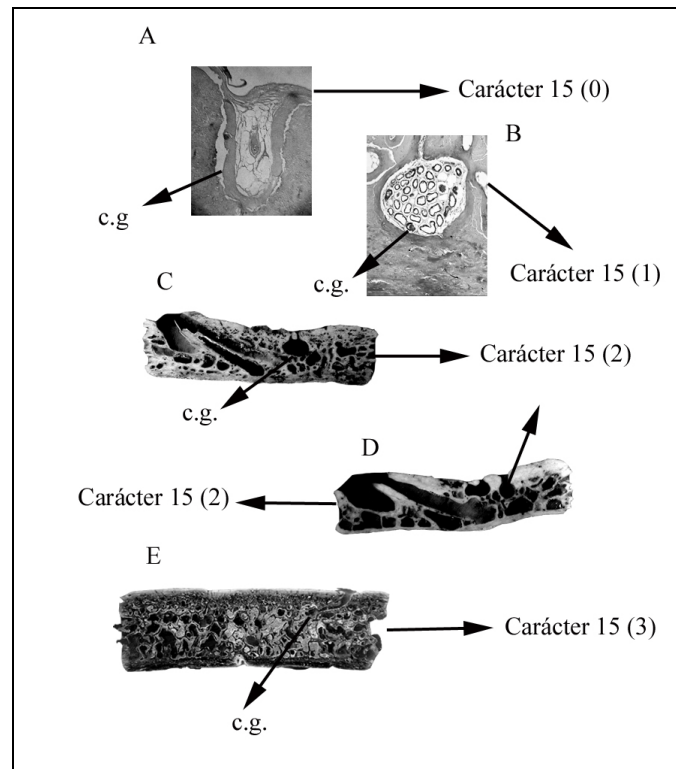 A
Carácter 15 (0)
B
c.g
c.g.
Carácter 15 (1)
C
Carácter 15 (2)
c.g.
D
Carácter 15 (2)
E
Carácter 15 (3)
c.g.